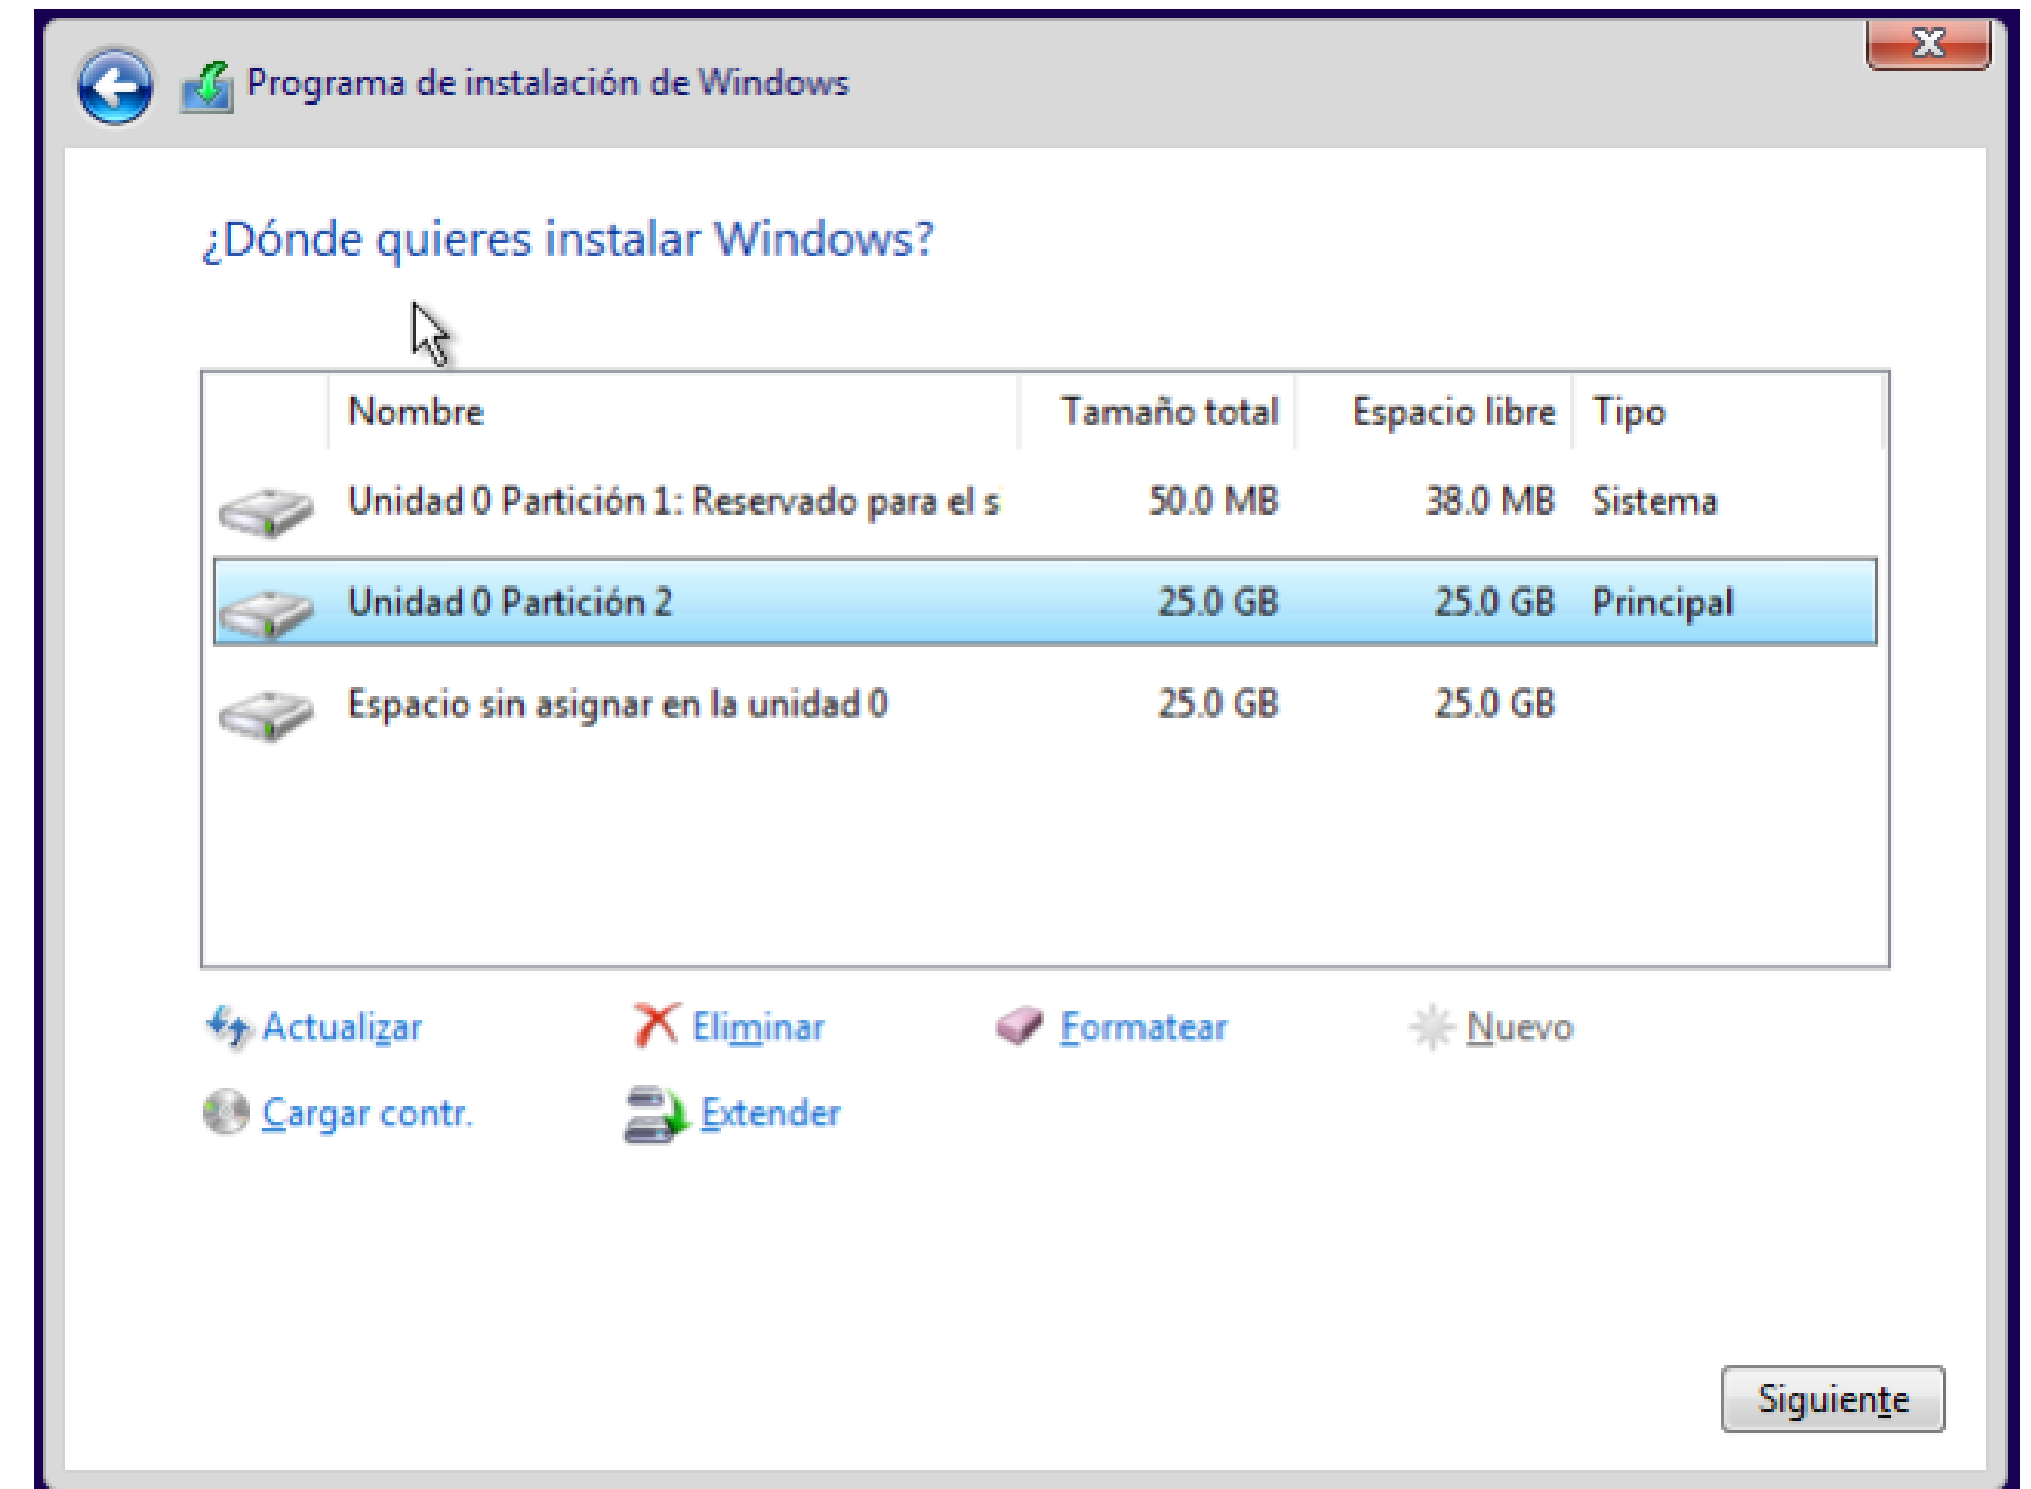 Programa de instalación de Windows
¿Dónde quieres instalar Windows?
Nombre Tamaño total Espacio libre Tipo
Unidad 0 Partición 1: Reservado para el s 50.0 MB 38.0 MB Sistema
Unidad 0 Partición 2 25.0 GB 25.0 GB Principal
Espacio sin asignar en la unidad 0 25.0 GB 25.0 GB
Actualizar Eliminar Formatear Nuevo
Cargar contr. Extender
Siguiente